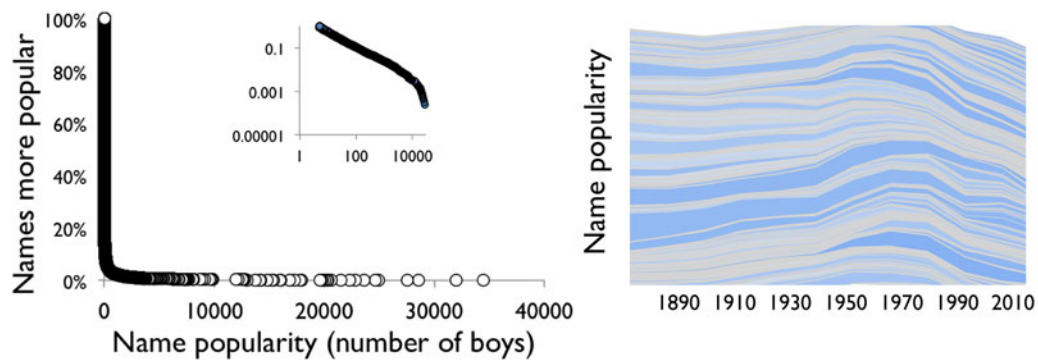 Names more popular
100%
80%
60%
40%
20%
0%
0 10000 20000 30000 40000
Name popularity (number of boys)
0.1
0.001
0.00001
1 100 10000
Name popularity
1890 1910 1930 1950 1970 1990 2010